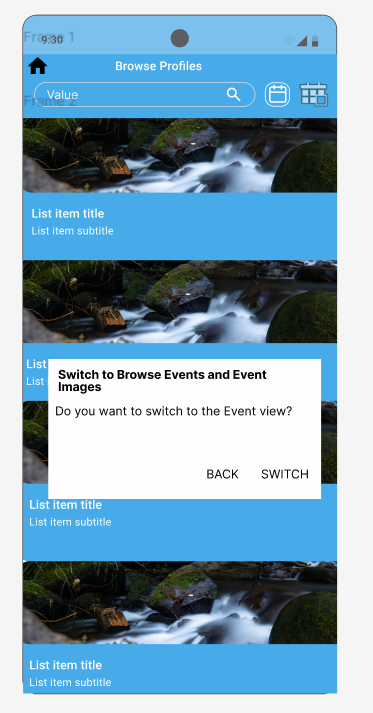 Frame 1
9:30
Browse Profiles
Frame 2
Value
List item title
List item subtitle
List
List
Switch to Browse Events and Event
Images
Do you want to switch to the Event view?
BACK SWITCH
List item title
List item subtitle
List item title
List item subtitle